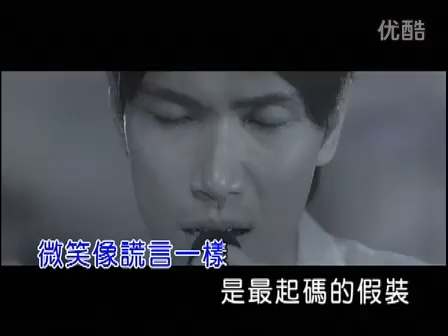 优酷
微笑像謊言一樣
是最起碼的假裝